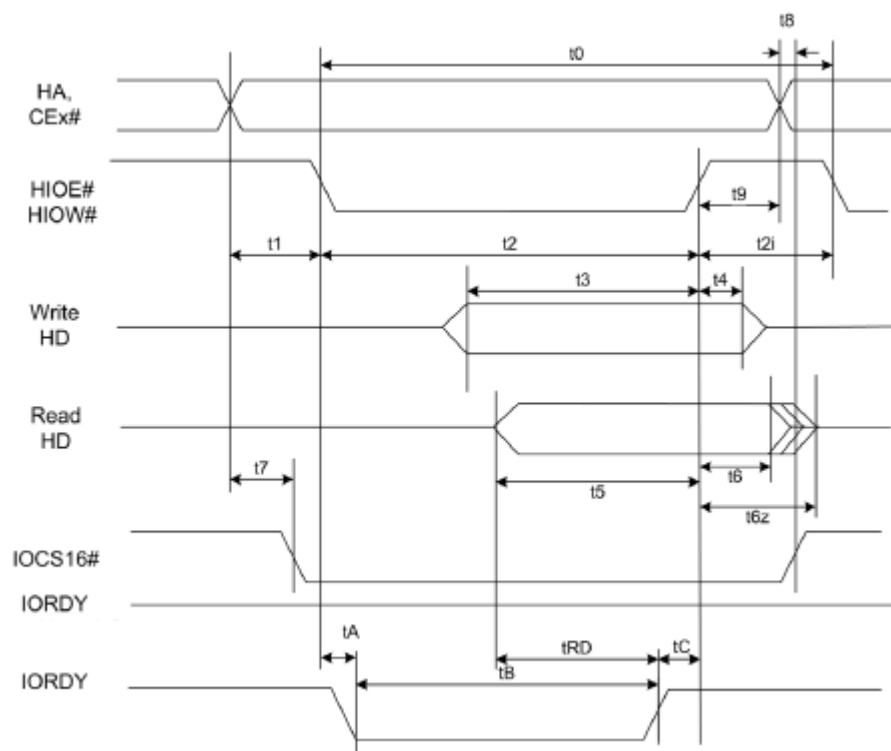 t8
t0
HA,
CEx#
HIOE#
HIOW#
t9
t1
t2
t2i
t3
t4
Write
HD
Read
HD
t7
t6
t5
t6z
IOCS16#
IORDY
tA
tRD
tC
tB
IORDY